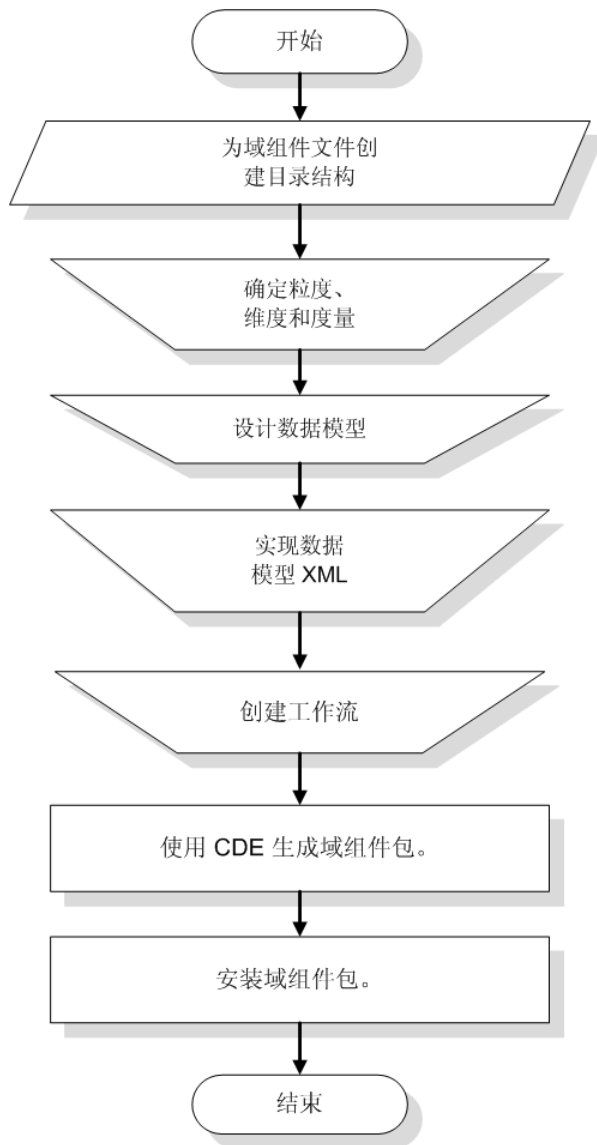 开始
为域组件文件创
建目录结构
确定粒度、
维度和度量
设计数据模型
实现数据
模型 XML
创建工作流
使用 CDE 生成域组件包。
安装域组件包。
结束